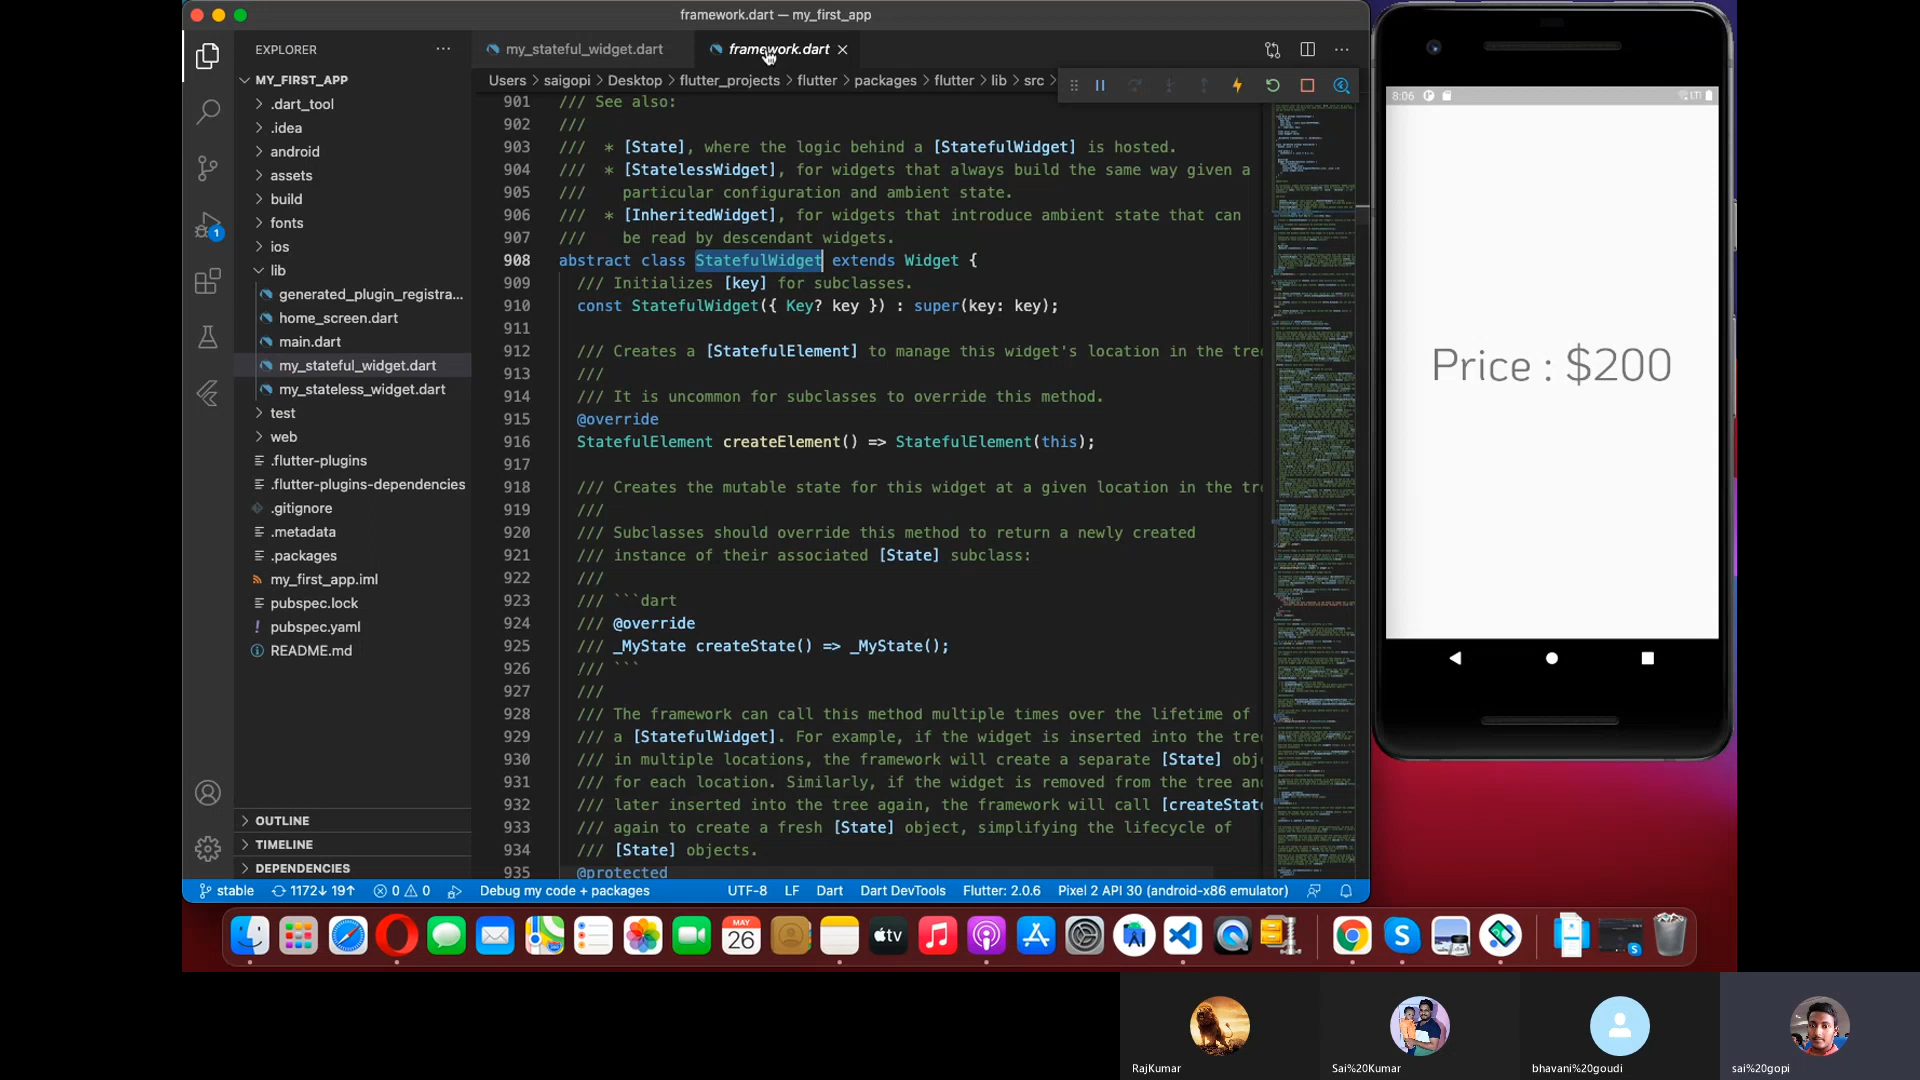 framework.dart — my_first_app
EXPLORER
my_stateful_widget.dart
framework.dart
MY_FIRST_APP
Users > saigopi > Desktop > flutter_projects > flutter > packages > flutter > lib > src >
.dart_tool
.idea
android
assets
build
fonts
ios
lib
generated_plugin_registra...
home_screen.dart
main.dart
my_stateful_widget.dart
my_stateless_widget.dart
test
web
.flutter-plugins
.flutter-plugins-dependencies
.gitignore
.metadata
.packages
my_first_app.iml
pubspec.lock
pubspec.yaml
README.md
OUTLINE
TIMELINE
DEPENDENCIES
1
901 /// See also:
902 ///
903 /// * [State], where the logic behind a [StatefulWidget] is hosted.
904 /// * [StatelessWidget], for widgets that always build the same way given a
905 /// particular configuration and ambient state.
906 /// * [InheritedWidget], for widgets that introduce ambient state that can
907 /// be read by descendant widgets.
908 abstract class StatefulWidget extends Widget {
909 /// Initializes [key] for subclasses.
910 const StatefulWidget({ Key? key }) : super(key: key);
911
912 /// Creates a [StatefulElement] to manage this widget's location in the tree
913 ///
914 /// It is uncommon for subclasses to override this method.
915 @override
916 StatefulElement createElement() => StatefulElement(this);
917
918 /// Creates the mutable state for this widget at a given location in the tre
919 ///
920 /// Subclasses should override this method to return a newly created
921 /// instance of their associated [State] subclass:
922 ///
923 /// ```dart
924 /// @override
925 /// _MyState createState() => _MyState();
926 /// ```
927 ///
928 /// The framework can call this method multiple times over the lifetime of
929 /// a [StatefulWidget]. For example, if the widget is inserted into the tree
930 /// in multiple locations, the framework will create a separate [State] obj
931 /// for each location. Similarly, if the widget is removed from the tree and
932 /// later inserted into the tree again, the framework will call [createState
933 /// again to create a fresh [State] object, simplifying the lifecycle of
934 /// [State] objects.
935 @protected
stable 1172↓ 19↑ 0 0 Debug my code + packages UTF-8 LF Dart Dart DevTools Flutter: 2.0.6 Pixel 2 API 30 (android-x86 emulator)
8:06
Price : $200
MAY
26
tv
RajKumar
Sai%20Kumar
bhavani%20goudi
sai%20gopi